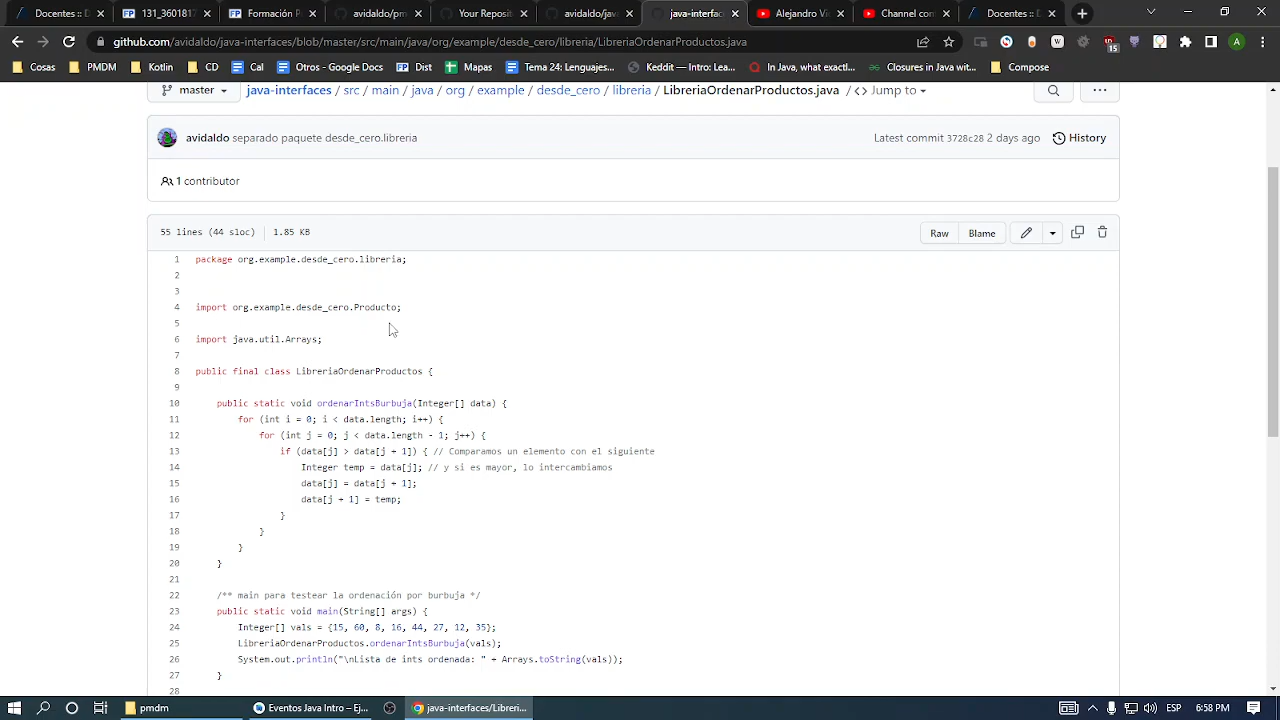 Docentes :: D
131_360181
Formación P
avidaldo/pm
Your Reposit
avidaldo/jav
java-interfac
Alejandro Vi
Channel con
Docentes :: D
github.com/avidaldo/java-interfaces/blob/master/src/main/java/org/example/desde_cero/libreria/LibreriaOrdenarProductos.java
15
A
Cosas
PMDM
Kotlin
CD
Cal
Otros - Google Docs
Dist
Mapas
Tema 24: Lenguajes...
Keddit — Intro: Lea...
In Java, what exactl...
Closures in Java wit...
Compose
master
java-interfaces / src / main / java / org / example / desde_cero / libreria / LibreriaOrdenarProductos.java / <> Jump to
avidaldo separado paquete desde_cero.libreria
Latest commit 3728c28 2 days ago
History
1 contributor
55 lines (44 sloc)
1.85 KB
Raw
Blame
1 package org.example.desde_cero.libreria;
2
3
4 import org.example.desde_cero.Producto;
5
6 import java.util.Arrays;
7
8 public final class LibreriaOrdenarProductos {
9
10 public static void ordenarIntsBurbuja(Integer[] data) {
11 for (int i = 0; i < data.length; i++) {
12 for (int j = 0; j < data.length - 1; j++) {
13 if (data[j] > data[j + 1]) { // Comparamos un elemento con el siguiente
14 Integer temp = data[j]; // y si es mayor, lo intercambiamos
15 data[j] = data[j + 1];
16 data[j + 1] = temp;
17 }
18 }
19 }
20 }
21
22 /** main para testear la ordenación por burbuja */
23 public static void main(String[] args) {
24 Integer[] vals = {15, 60, 8, 16, 44, 27, 12, 35};
25 LibreriaOrdenarProductos.ordenarIntsBurbuja(vals);
26 System.out.println("\nLista de ints ordenada: " + Arrays.toString(vals));
27 }
28
pmdm
Eventos Java Intro – Ej...
java-interfaces/Libreri...
ESP
6:58 PM